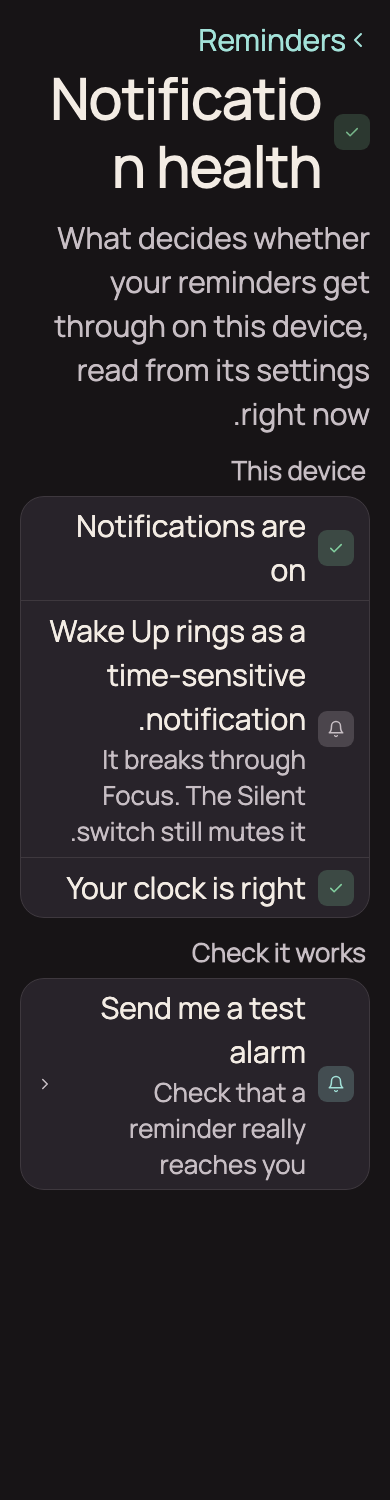 Reminders
Notificatio
n health
What decides whether
your reminders get
through on this device,
read from its settings
.right now
This device
Notifications are
on
Wake Up rings as a
time-sensitive
.notification
It breaks through
Focus. The Silent
.switch still mutes it
Your clock is right
Check it works
Send me a test
alarm
Check that a
reminder really
reaches you